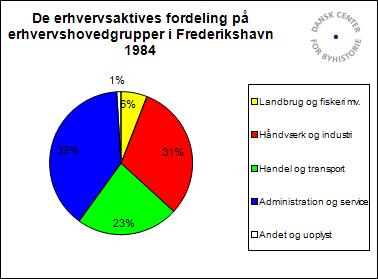 De erhvervsaktives fordeling på
erhvervshovedgrupper i Frederikshavn
1984
DANSK CENTER
FOR BYHISTORIE
1%
6%
31%
23%
39%
Landbrug og fiskeri mv.
Håndværk og industri
Handel og transport
Administration og service
Andet og uoplyst